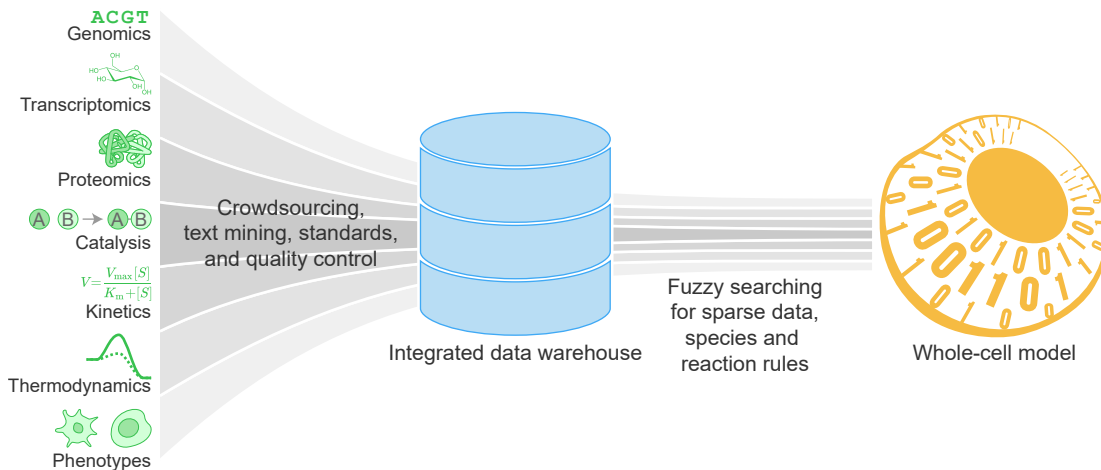 ACGT
Genomics
OH
HO
O
HO
OH
OH
Transcriptomics
Proteomics
A B → A B
Catalysis
V = Vmax[S]
Km+[S]
Kinetics
Thermodynamics
Phenotypes
Crowdsourcing,
text mining, standards,
and quality control
Integrated data warehouse
Fuzzy searching
for sparse data,
species and
reaction rules
Whole-cell model